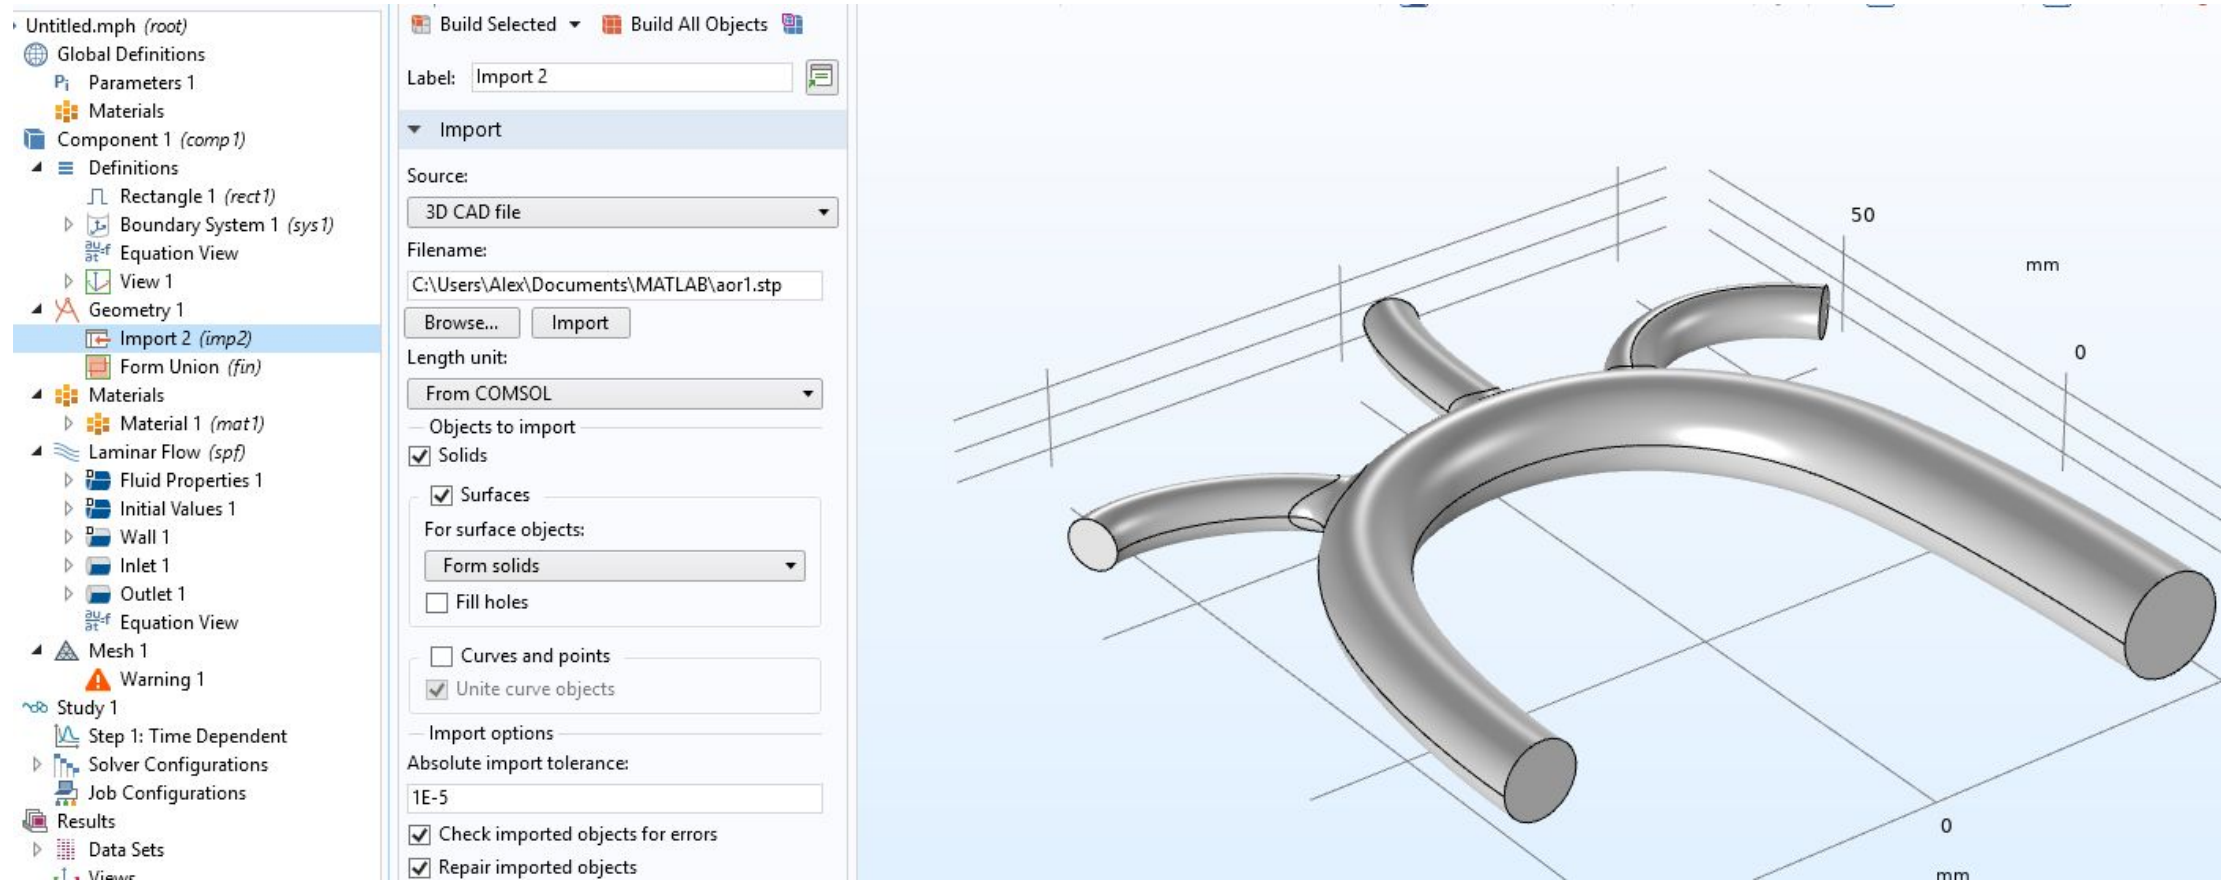 Untitled.mph (root)
Global Definitions
Pi Parameters 1
Materials
Component 1 (comp1)
Definitions
Rectangle 1 (rect1)
Boundary System 1 (sys1)
Equation View
View 1
Geometry 1
Import 2 (imp2)
Form Union (fin)
Materials
Material 1 (mat1)
Laminar Flow (spf)
Fluid Properties 1
Initial Values 1
Wall 1
Inlet 1
Outlet 1
Equation View
Mesh 1
Warning 1
Study 1
Step 1: Time Dependent
Solver Configurations
Job Configurations
Results
Data Sets
Views
Build Selected Build All Objects
Label: Import 2
Import
Source:
3D CAD file
Filename:
C:\Users\Alex\Documents\MATLAB\aor1.stp
Browse... Import
Length unit:
From COMSOL
Objects to import
Solids
Surfaces
For surface objects:
Form solids
Fill holes
Curves and points
Unite curve objects
Import options
Absolute import tolerance:
1E-5
Check imported objects for errors
Repair imported objects
50
mm
0
0
mm